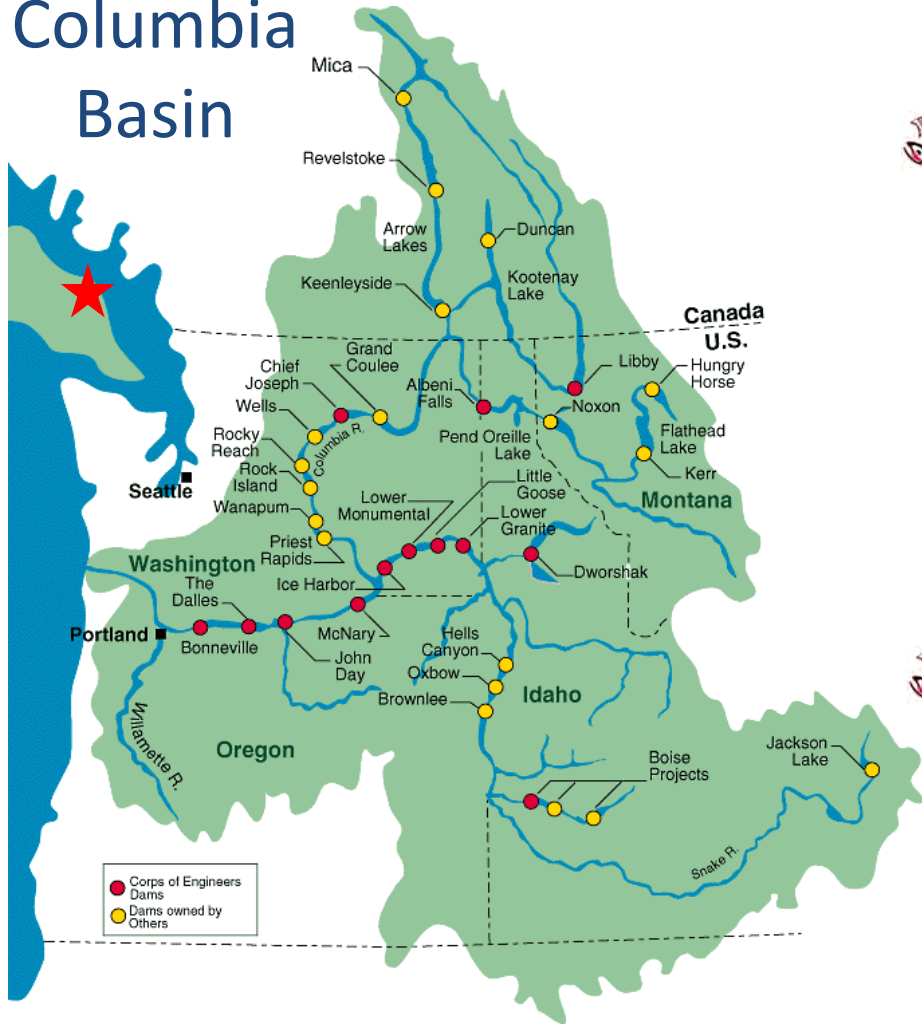 Columbia
Basin
Mica
Revelstoke
Arrow
Lakes
Duncan
Keenleyside
Kootenay
Lake
Canada
U.S.
Grand
Coulee
Chief
Joseph
Libby
Hungry
Horse
Albeni
Falls
Wells
Noxon
Columbia R.
Rocky
Reach
Pend Oreille
Lake
Flathead
Lake
Rock
Island
Kerr
Seattle
Little
Goose
Lower
Monumental
Montana
Wanapum
Lower
Granite
Priest
Rapids
Washington
Ice Harbor
Dworshak
The
Dalles
Portland
Bonneville
McNary
Hells
Canyon
John
Day
Oxbow
Brownlee
Idaho
Willamette R.
Oregon
Boise
Projects
Jackson
Lake
Snake R.
Corps of Engineers
Dams
Dams owned by
Others